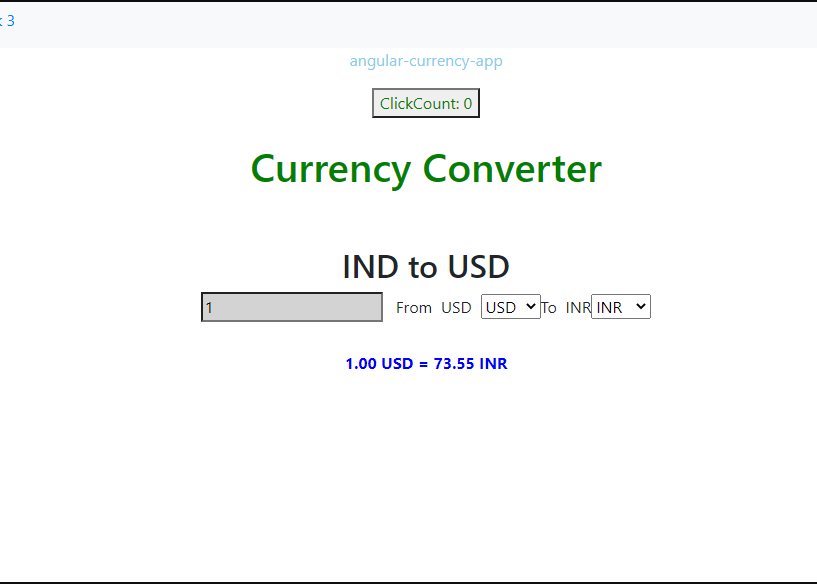 3
angular-currency-app
ClickCount: 0
Currency Converter
IND to USD
1 From USD USD To INR INR
1.00 USD = 73.55 INR